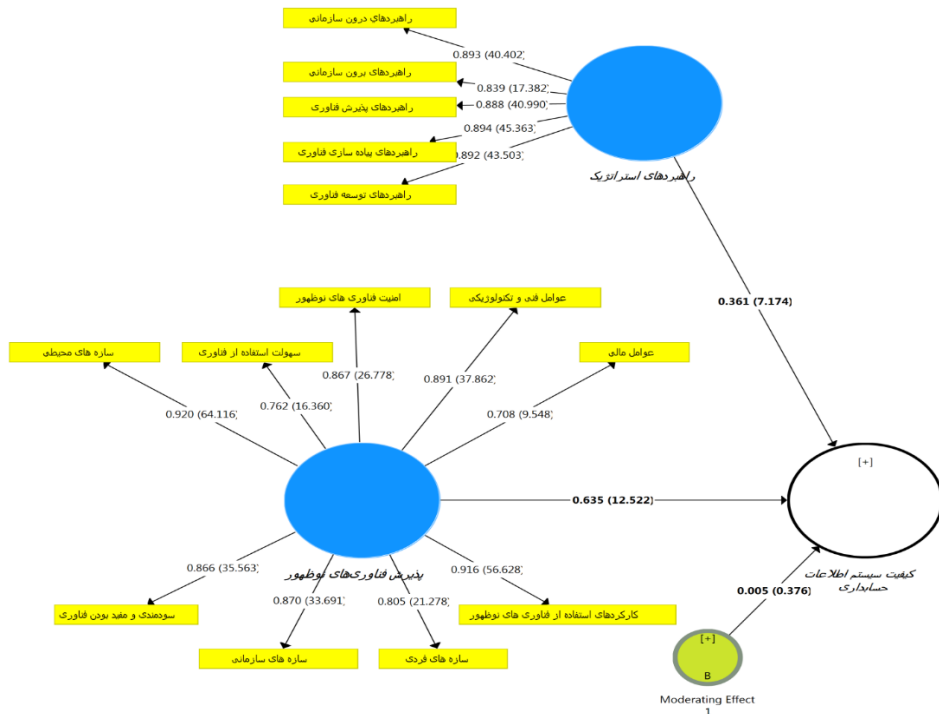 راهبردهای درون سازمانی
0.893 (40.402)
راهبردهای برون سازمانی
0.839 (17.382)
راهبردهای پذیرش فناوری
0.888 (40.990)
0.894 (45.363)
راهبردهای پیاده سازی فناوری
0.892 (43.503)
راهبردهای توسعه فناوری
راهبردهای استراتژیک
0.361 (7.174)
امنیت فناوری های نوظهور
عوامل فنی و تکنولوژیکی
سازه های محیطی
سهولت استفاده از فناوری
عوامل مالی
0.867 (26.778)
0.891 (37.862)
0.920 (64.116)
0.762 (16.360)
0.708 (9.548)
[+]
0.635 (12.522)
0.866 (35.563)
پذیرش فناوری‌های نوظهور
0.916 (56.628)
کیفیت سیستم اطلاعات
حسابداری
0.870 (33.691)
0.805 (21.278)
0.005 (0.376)
سودمندی و مفید بودن فناوری
کارکردهای استفاده از فناوری های نوظهور
سازه های سازمانی
سازه های فردی
[+]
B
Moderating Effect
1